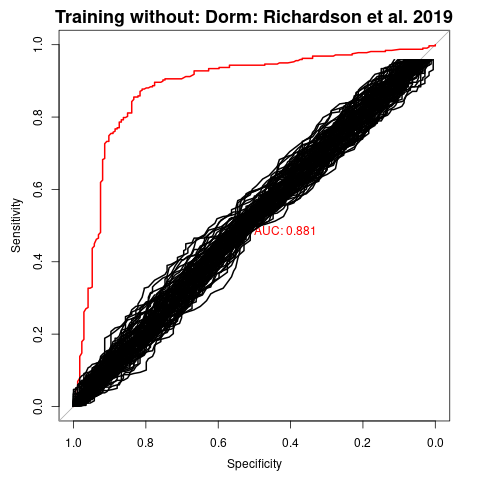 Training without: Dorm: Richardson et al. 2019
1.0
0.8
0.6
0.4
0.2
0.0
Sensitivity
AUC: 0.881
1.0 0.8 0.6 0.4 0.2 0.0
Specificity